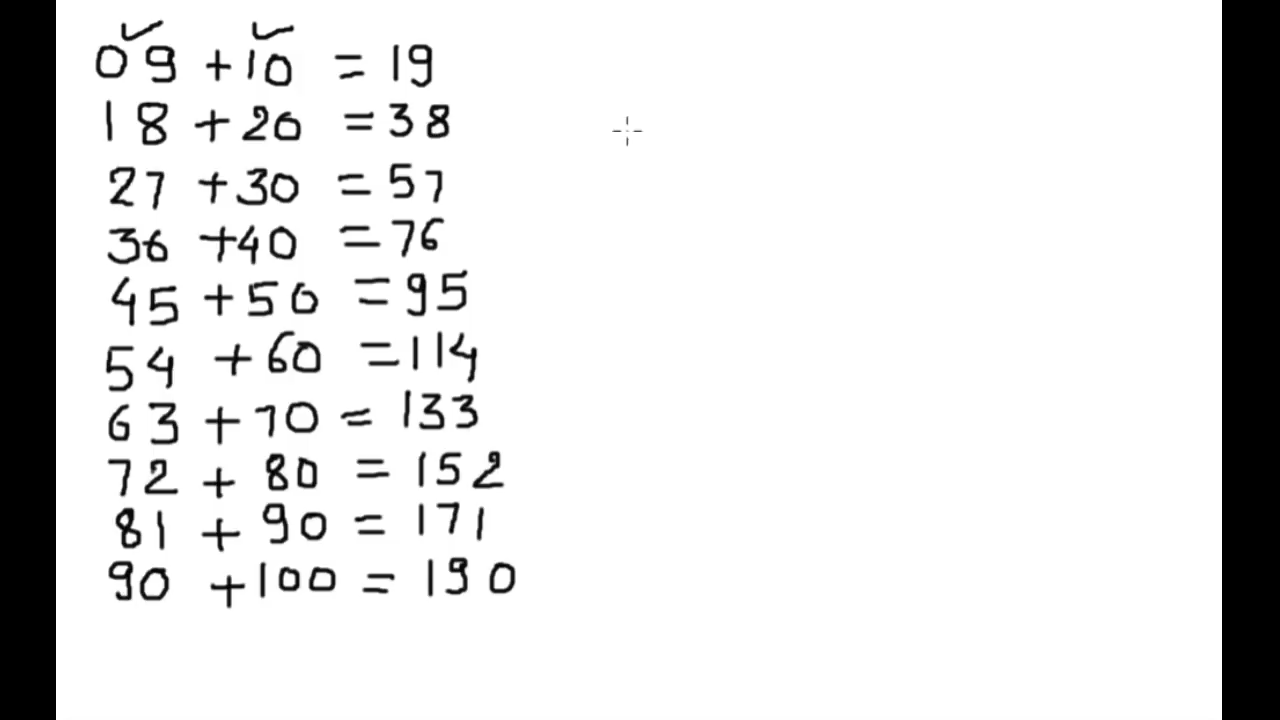 09 +10 = 19
18 +20 = 38
27 +30 = 57
36 +40 = 76
45 +50 = 95
54 +60 = 114
63 +70 = 133
72 + 80 = 152
81 + 90 = 171
90 +100 = 190